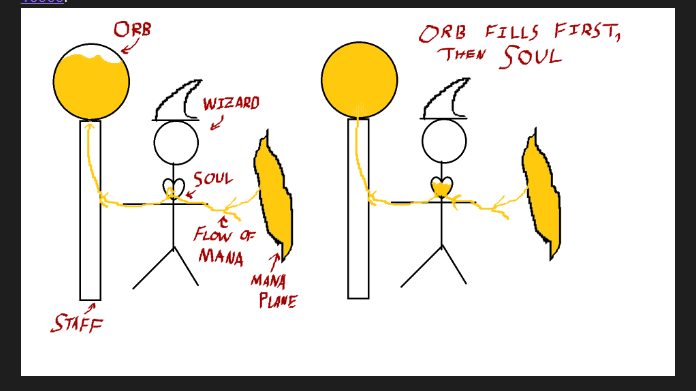 ORB
WIZARD
SOUL
FLOW OF
MANA
MANA
PLANE
STAFF
ORB FILLS FIRST,
THEN SOUL